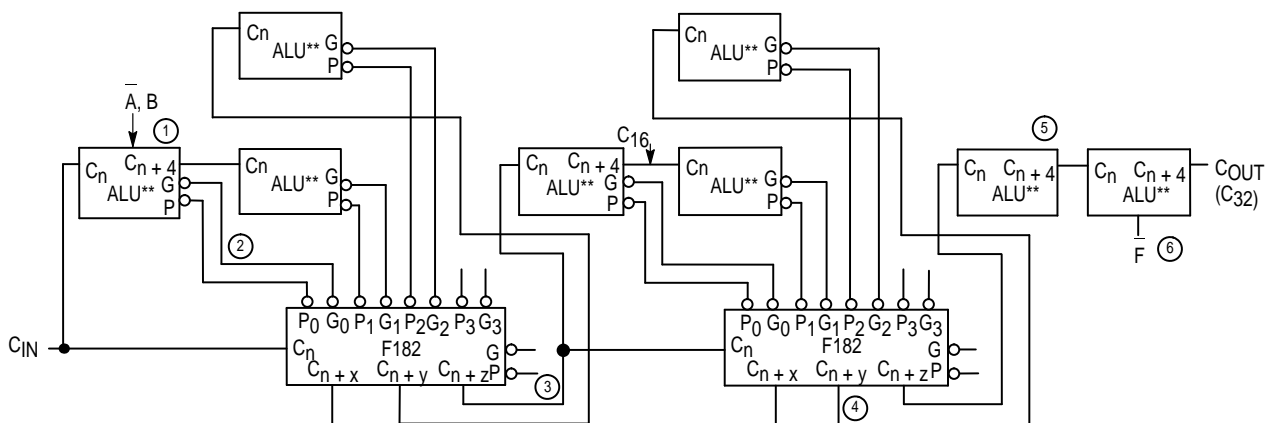 Cn
ALU**
G
P
Cn
ALU**
G
P
A̅, B
1
C16
5
Cn
Cn + 4
G
ALU**
P
Cn
ALU**
G
P
Cn
Cn + 4
G
ALU**
P
Cn
ALU**
G
P
Cn
Cn + 4
ALU**
Cn
Cn + 4
ALU**
COUT
(C32)
2
F̅
6
P0 G0 P1 G1 P2 G2 P3 G3
P0 G0 P1 G1 P2 G2 P3 G3
CIN
Cn
F182
G
Cn
F182
G
Cn + x
Cn + y
Cn + z
P
3
Cn + x
Cn + y
Cn + z
P
4